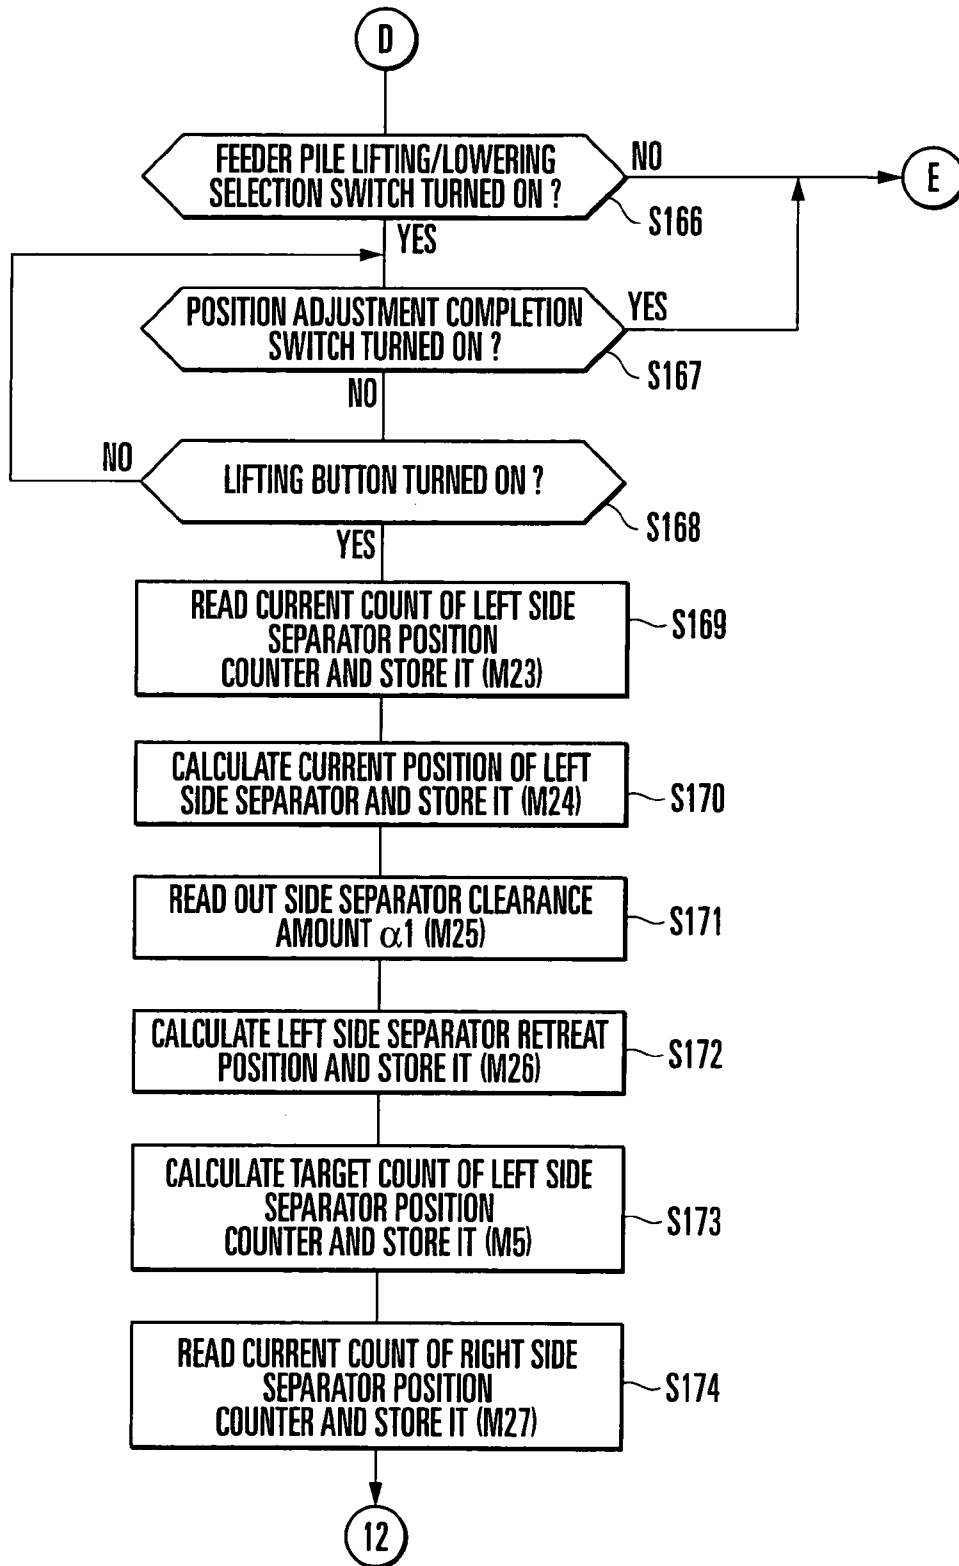 D
FEEDER PILE LIFTING/LOWERING
SELECTION SWITCH TURNED ON ?
NO
E
S166
YES
POSITION ADJUSTMENT COMPLETION
SWITCH TURNED ON ?
YES
S167
NO
NO
LIFTING BUTTON TURNED ON ?
S168
YES
READ CURRENT COUNT OF LEFT SIDE
SEPARATOR POSITION
COUNTER AND STORE IT (M23)
S169
CALCULATE CURRENT POSITION OF LEFT
SIDE SEPARATOR AND STORE IT (M24)
S170
READ OUT SIDE SEPARATOR CLEARANCE
AMOUNT α1 (M25)
S171
CALCULATE LEFT SIDE SEPARATOR RETREAT
POSITION AND STORE IT (M26)
S172
CALCULATE TARGET COUNT OF LEFT SIDE
SEPARATOR POSITION
COUNTER AND STORE IT (M5)
S173
READ CURRENT COUNT OF RIGHT SIDE
SEPARATOR POSITION
COUNTER AND STORE IT (M27)
S174
12